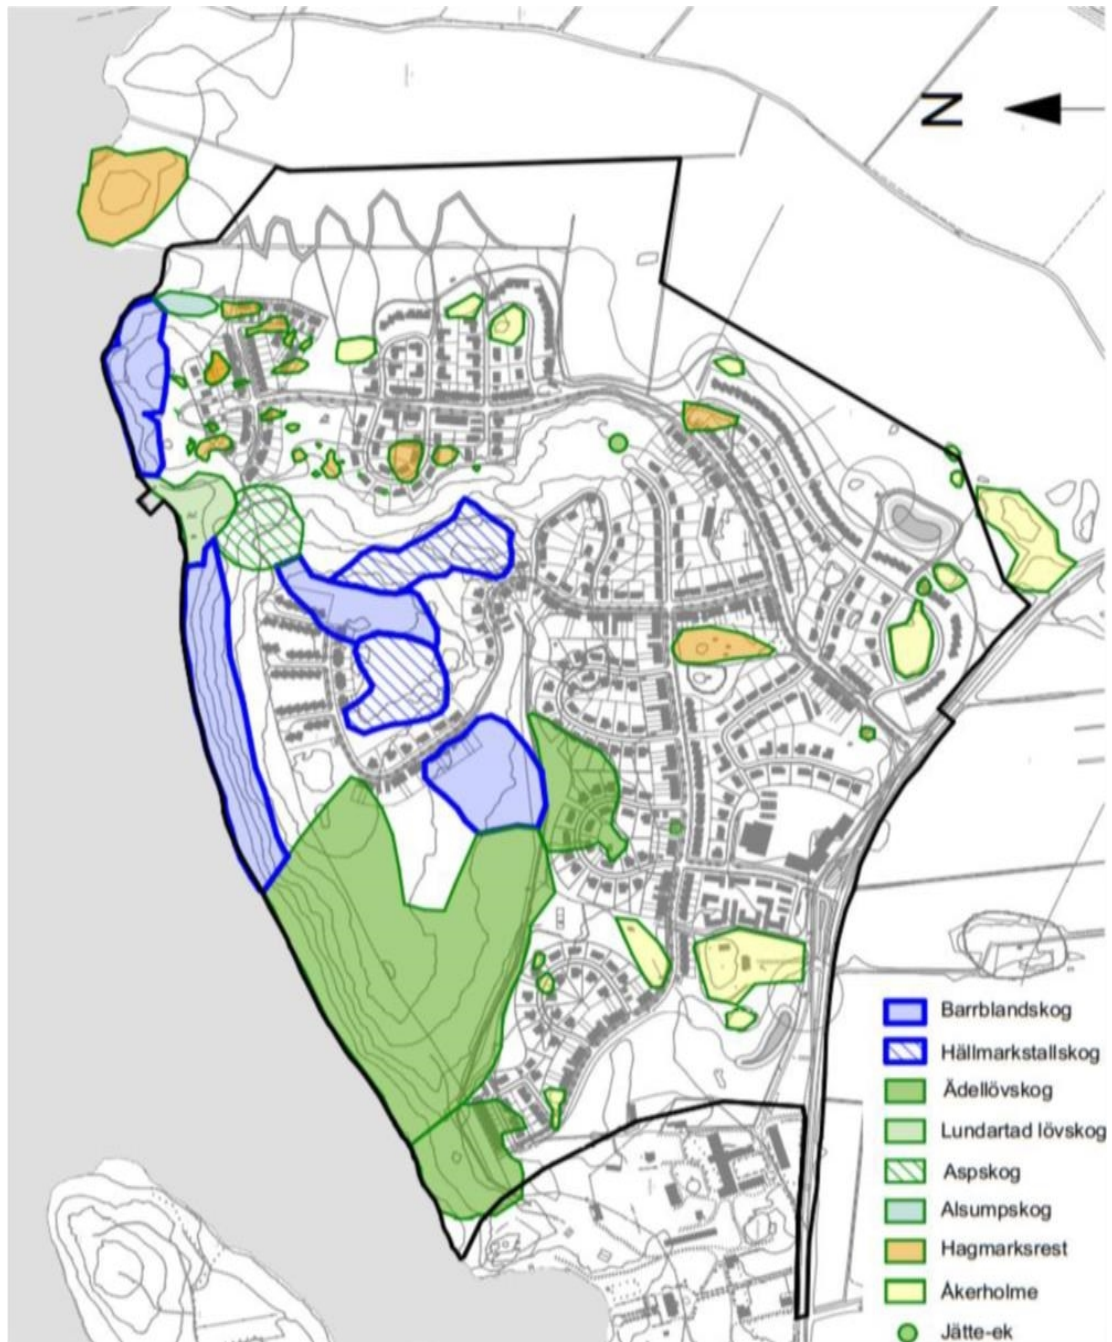 N
Barrblandskog
Hällmarkstallskog
Ädellövskog
Lundartad lövskog
Aspskog
Alsumpskog
Hagmarksrest
Åkerholme
Jätte-ek